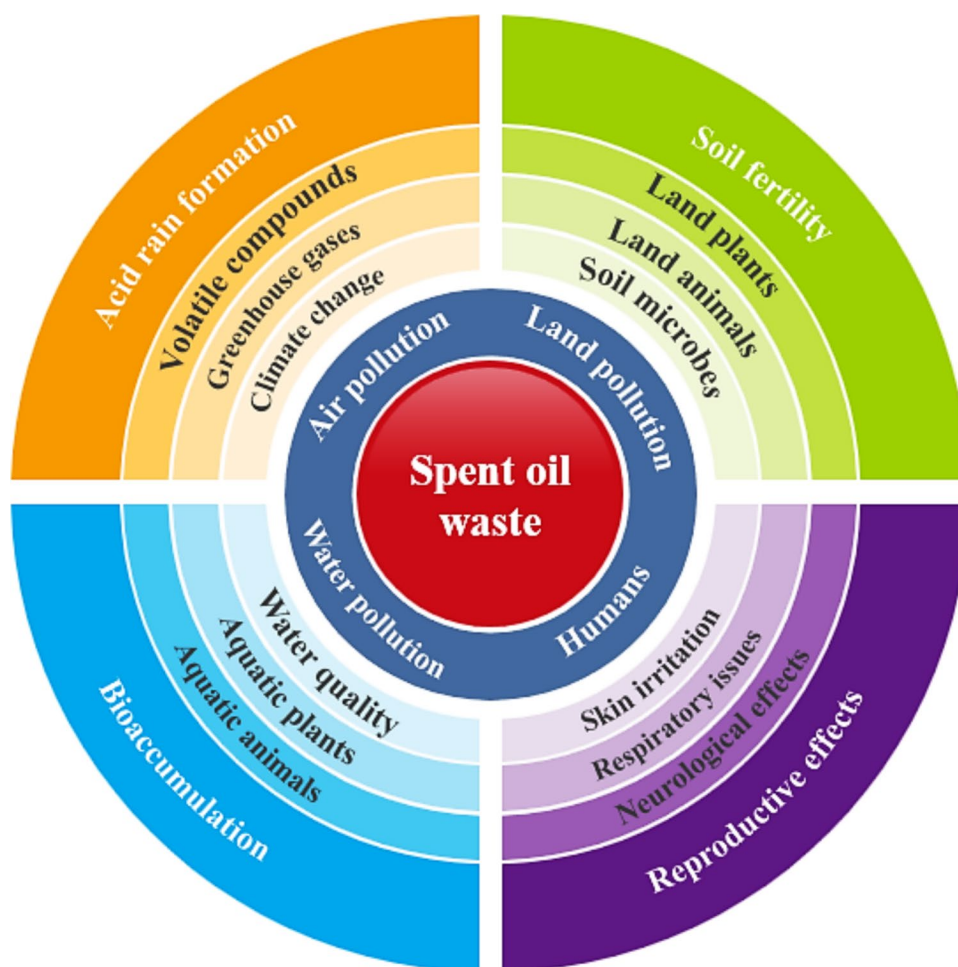 Acid rain formation
Volatile compounds
Greenhouse gases
Climate change
Air pollution
Soil fertility
Land plants
Land animals
Soil microbes
Land pollution
Spent oil
waste
Water pollution
Water quality
Aquatic plants
Aquatic animals
Bioaccumulation
Humans
Skin irritation
Respiratory issues
Neurological effects
Reproductive effects